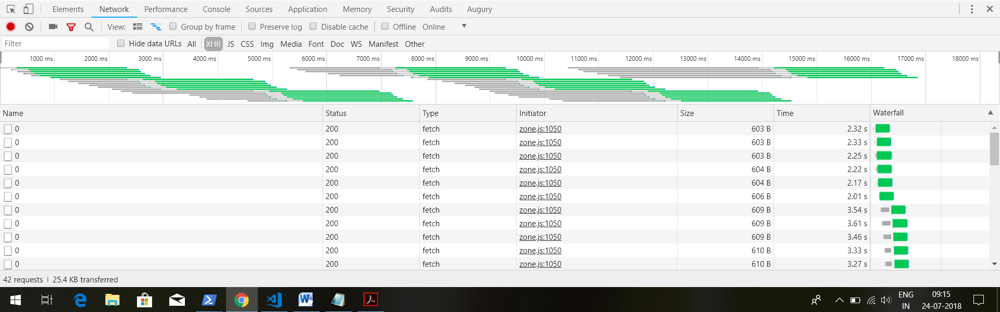 Elements Network Performance Console Sources Application Memory Security Audits Augury
View: Group by frame Preserve log Disable cache Offline Online
Filter Hide data URLs All XHR JS CSS Img Media Font Doc WS Manifest Other
1000 ms 2000 ms 3000 ms 4000 ms 5000 ms 6000 ms 7000 ms 8000 ms 9000 ms 10000 ms 11000 ms 12000 ms 13000 ms 14000 ms 15000 ms 16000 ms 17000 ms 18000 ms
Name Status Type Initiator Size Time Waterfall
0 200 fetch zone.js:1050 603 B 2.32 s
0 200 fetch zone.js:1050 603 B 2.33 s
0 200 fetch zone.js:1050 603 B 2.25 s
0 200 fetch zone.js:1050 604 B 2.22 s
0 200 fetch zone.js:1050 604 B 2.17 s
0 200 fetch zone.js:1050 606 B 2.01 s
0 200 fetch zone.js:1050 609 B 3.54 s
0 200 fetch zone.js:1050 609 B 3.61 s
0 200 fetch zone.js:1050 609 B 3.46 s
0 200 fetch zone.js:1050 610 B 3.33 s
0 200 fetch zone.js:1050 610 B 3.27 s
42 requests | 25.4 KB transferred
ENG 09:15
IN 24-07-2018